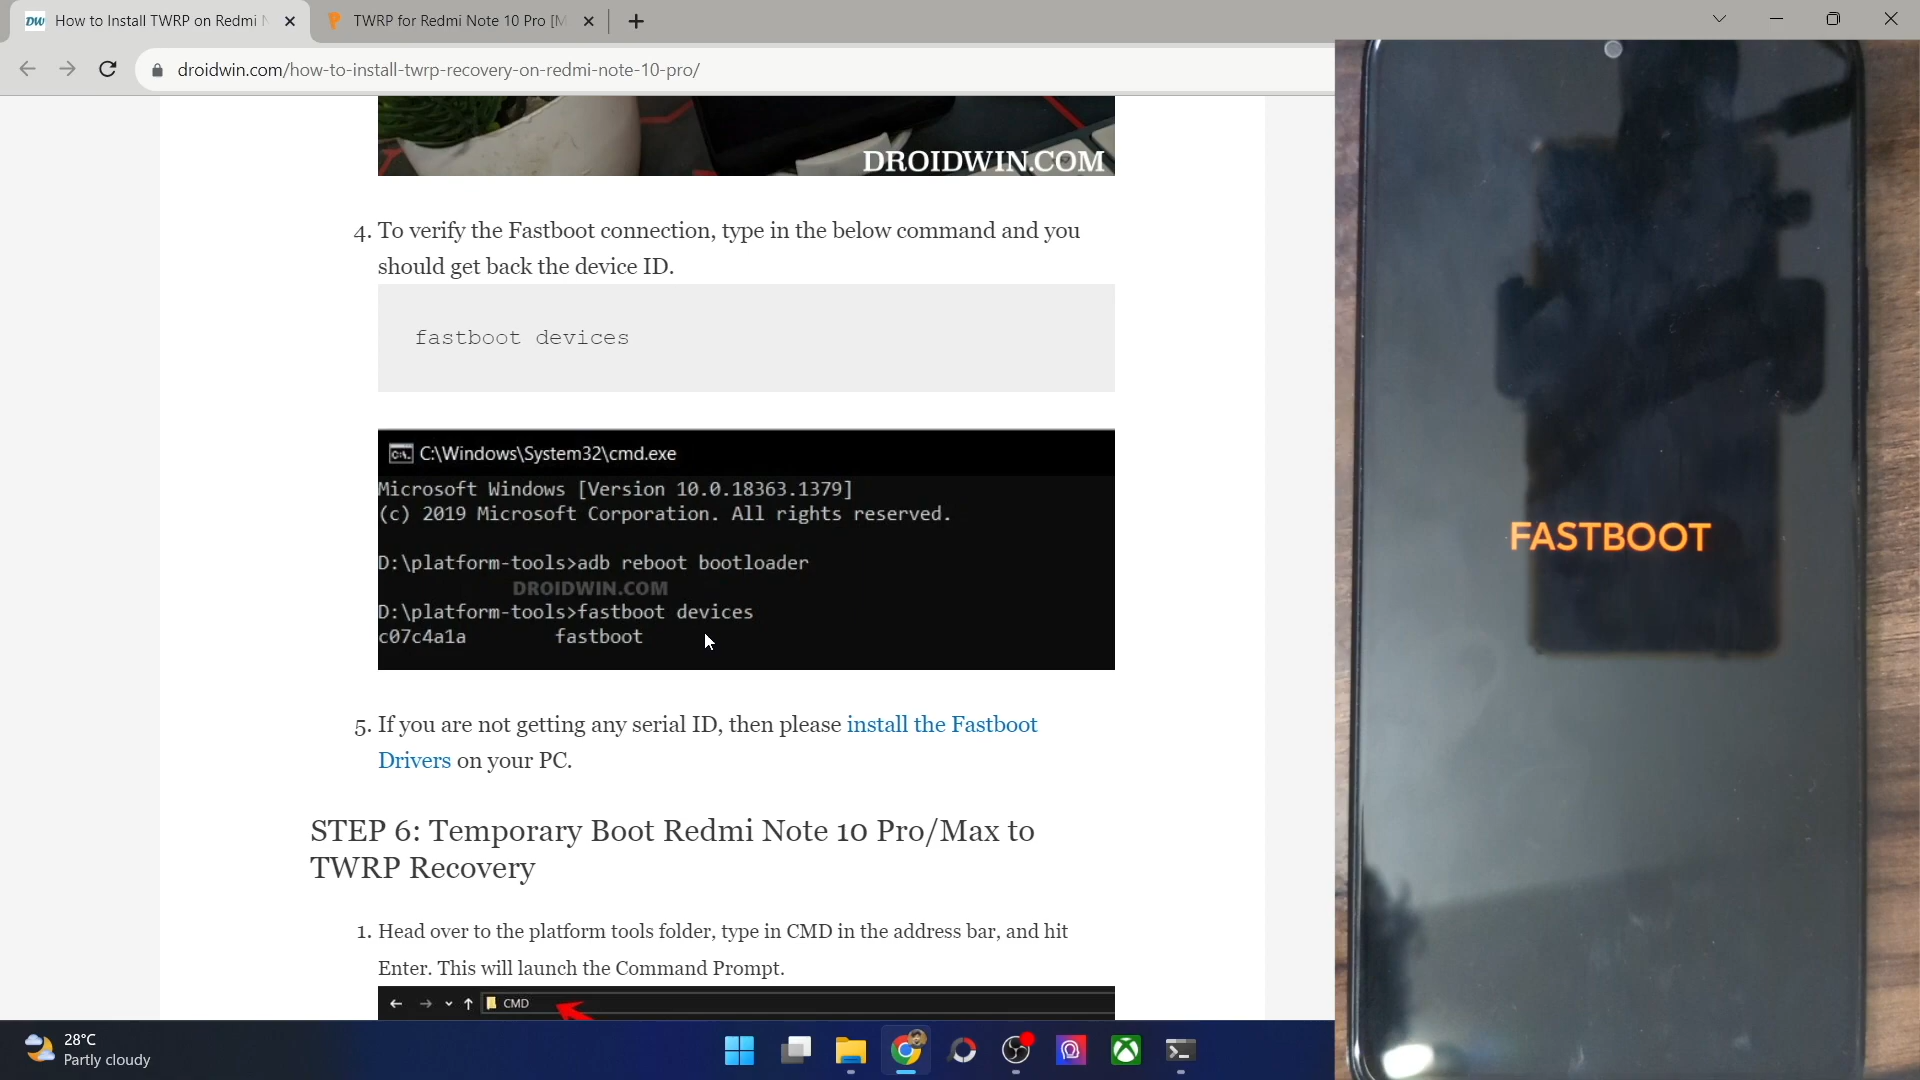 DW How to Install TWRP on Redmi N
TWRP for Redmi Note 10 Pro [M
droidwin.com/how-to-install-twrp-recovery-on-redmi-note-10-pro/
DROIDWIN.COM
4. To verify the Fastboot connection, type in the below command and you
should get back the device ID.
fastboot devices
C:\Windows\System32\cmd.exe
Microsoft Windows [Version 10.0.18363.1379]
(c) 2019 Microsoft Corporation. All rights reserved.
D:\platform-tools>adb reboot bootloader
DROIDWIN.COM
D:\platform-tools>fastboot devices
c07c4a1a fastboot
5. If you are not getting any serial ID, then please install the Fastboot
Drivers on your PC.
STEP 6: Temporary Boot Redmi Note 10 Pro/Max to
TWRP Recovery
1. Head over to the platform tools folder, type in CMD in the address bar, and hit
Enter. This will launch the Command Prompt.
CMD
28°C
Partly cloudy
FASTBOOT